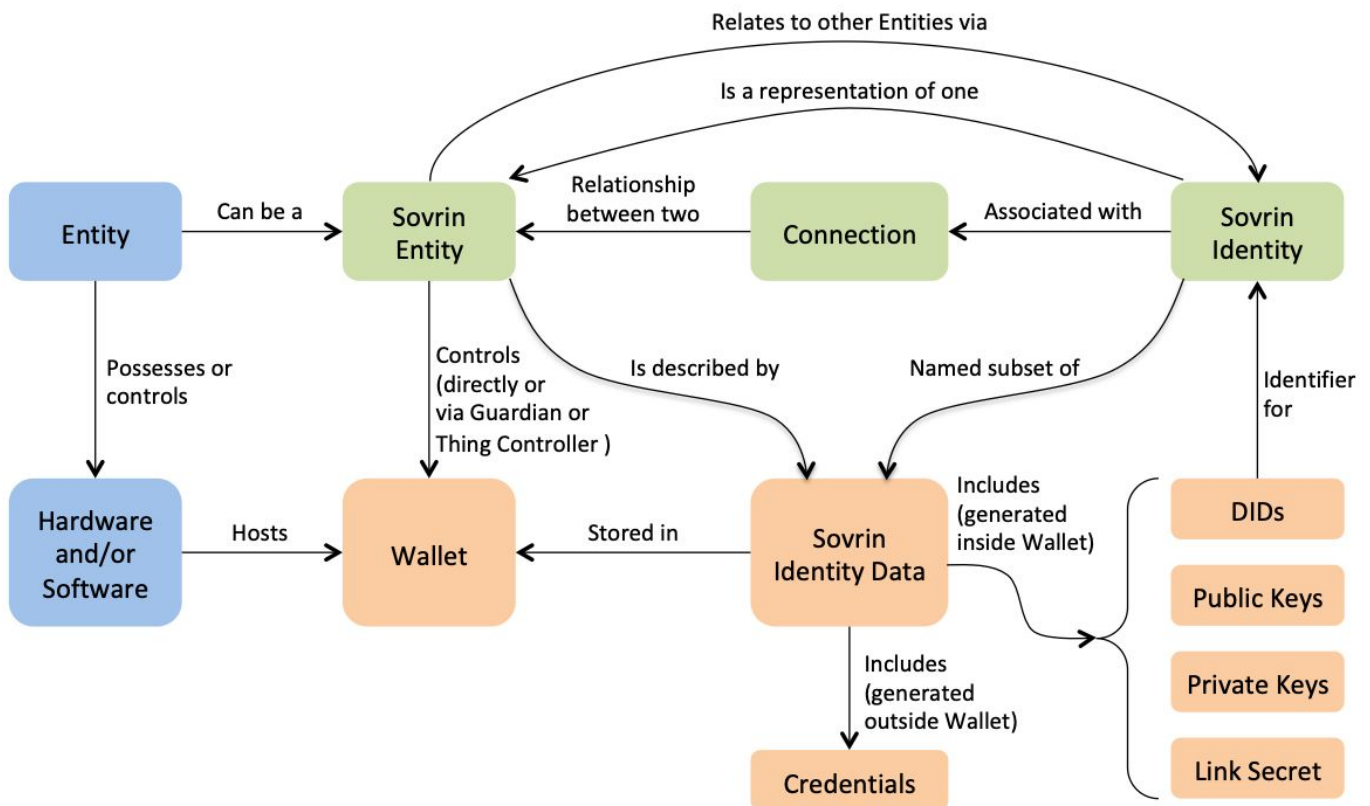 Relates to other Entities via
Is a representation of one
Entity
Can be a
Sovrin
Entity
Relationship
between two
Connection
Associated with
Sovrin
Identity
Possesses or
controls
Controls
(directly or
via Guardian or
Thing Controller )
Is described by
Named subset of
Identifier
for
Hardware
and/or
Software
Hosts
Wallet
Stored in
Sovrin
Identity Data
Includes
(generated
inside Wallet)
DIDs
Public Keys
Private Keys
Link Secret
Includes
(generated
outside Wallet)
Credentials